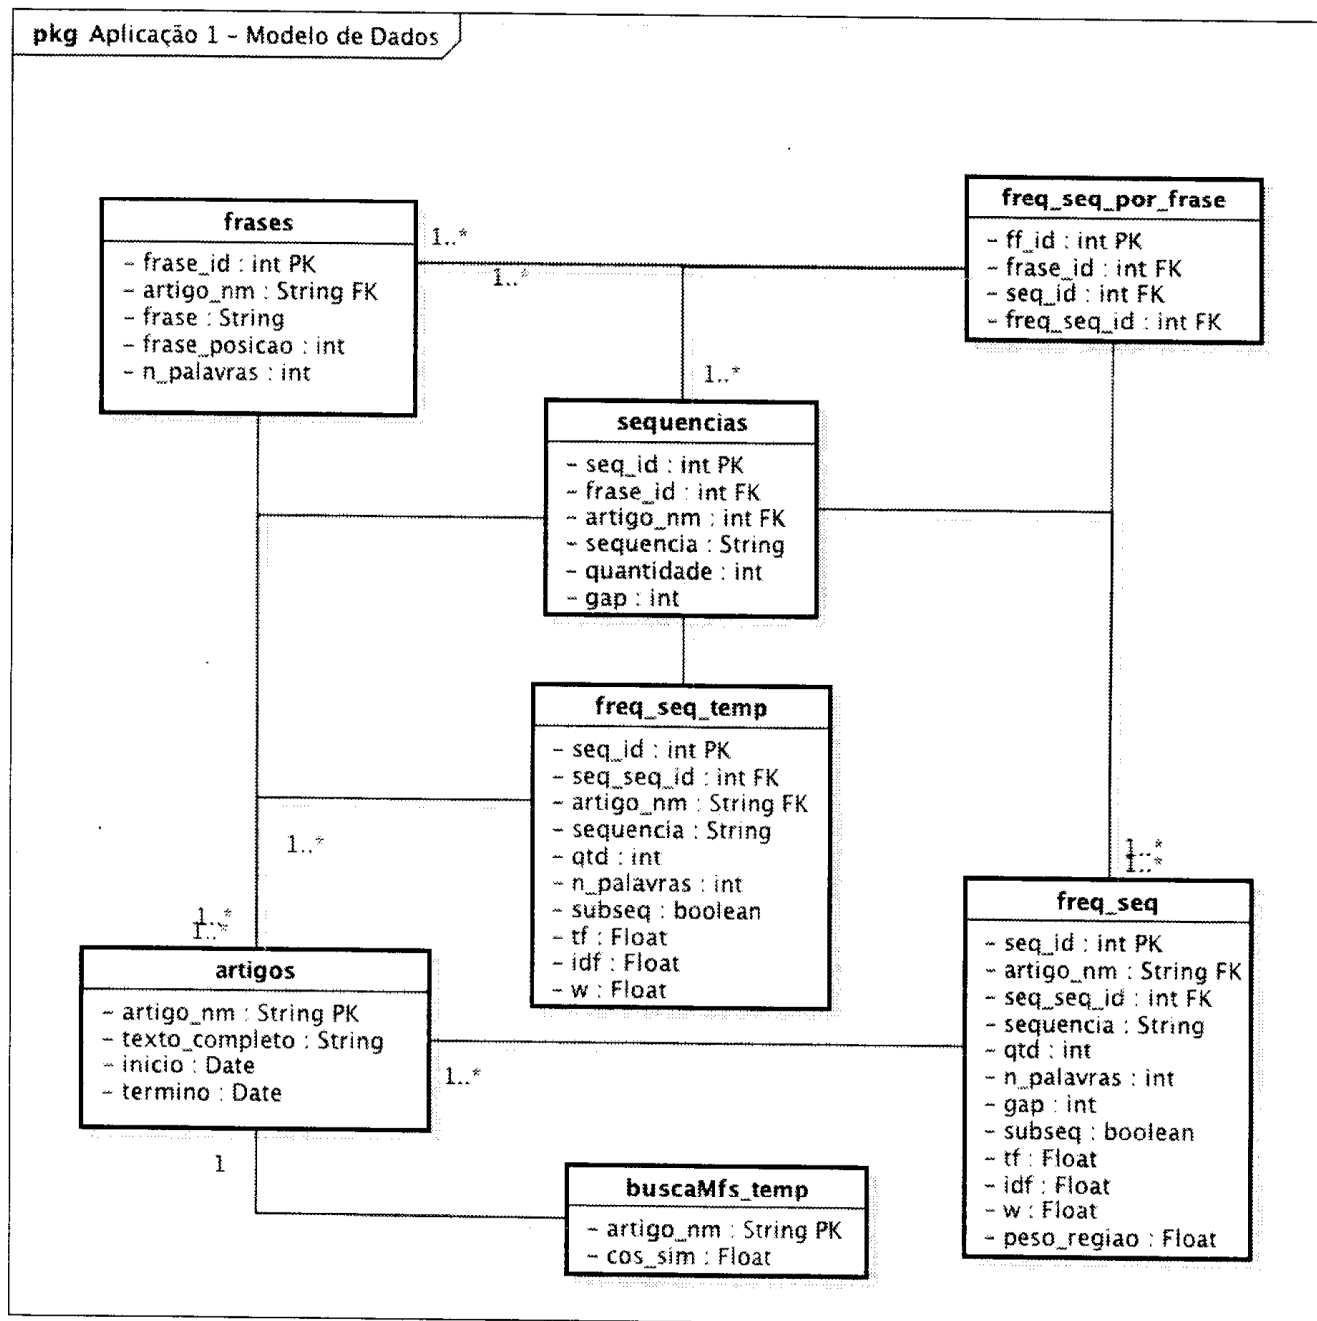 pkg Aplicação 1 - Modelo de Dados
frases
- frase_id : int PK
- artigo_nm : String FK
- frase : String
- frase_posicao : int
- n_palavras : int
1..*
1..*
freq_seq_por_frase
- ff_id : int PK
- frase_id : int FK
- seq_id : int FK
- freq_seq_id : int FK
1..*
sequencias
- seq_id : int PK
- frase_id : int FK
- artigo_nm : int FK
- sequencia : String
- quantidade : int
- gap : int
freq_seq_temp
- seq_id : int PK
- seq_seq_id : int FK
- artigo_nm : String FK
- sequencia : String
- qtd : int
- n_palavras : int
- subseq : boolean
- tf : Float
- idf : Float
- w : Float
1..*
1..*
1..*
artigos
- artigo_nm : String PK
- texto_completo : String
- inicio : Date
- termino : Date
1..*
1
1..*
1..*
freq_seq
- seq_id : int PK
- artigo_nm : String FK
- seq_seq_id : int FK
- sequencia : String
- qtd : int
- n_palavras : int
- gap : int
- subseq : boolean
- tf : Float
- idf : Float
- w : Float
- peso_regiao : Float
buscaMfs_temp
- artigo_nm : String PK
- cos_sim : Float